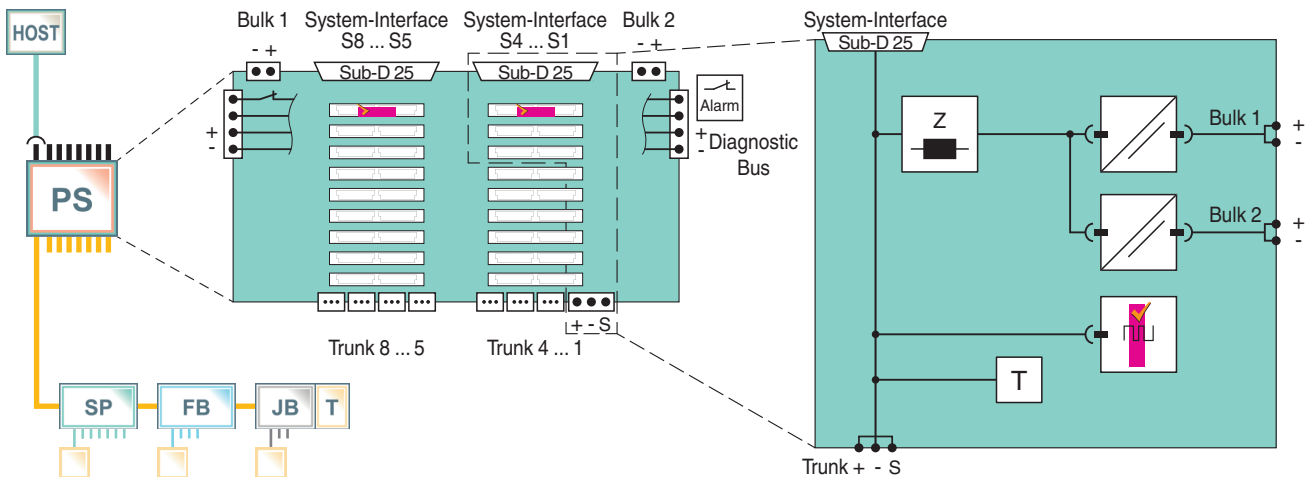 HOST
PS
SP
FB
JB
T
Bulk 1
- +
System-Interface
S8 ... S5
Sub-D 25
System-Interface
S4 ... S1
Sub-D 25
Bulk 2
- +
+
-
Alarm
+
-
Diagnostic
Bus
+ - S
Trunk 8 ... 5
Trunk 4 ... 1
System-Interface
Sub-D 25
Z
Bulk 1
+
-
Bulk 2
+
-
T
Trunk + - S